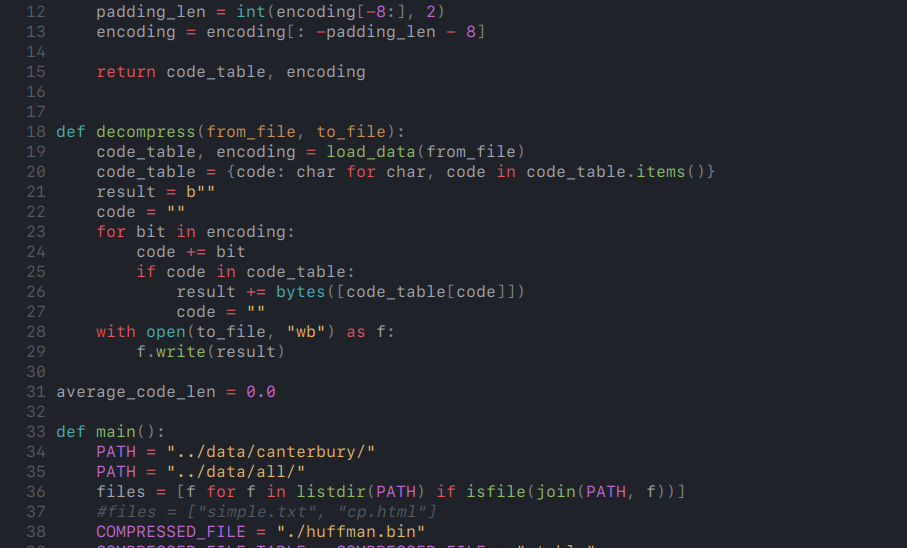 12 padding_len = int(encoding[-8:], 2)
13 encoding = encoding[: -padding_len - 8]
14
15 return code_table, encoding
16
17
18 def decompress(from_file, to_file):
19 code_table, encoding = load_data(from_file)
20 code_table = {code: char for char, code in code_table.items()}
21 result = b""
22 code = ""
23 for bit in encoding:
24 code += bit
25 if code in code_table:
26 result += bytes([code_table[code]])
27 code = ""
28 with open(to_file, "wb") as f:
29 f.write(result)
30
31 average_code_len = 0.0
32
33 def main():
34 PATH = "../data/canterbury/"
35 PATH = "../data/all/"
36 files = [f for f in listdir(PATH) if isfile(join(PATH, f))]
37 #files = ["simple.txt", "cp.html"]
38 COMPRESSED_FILE = "./huffman.bin"